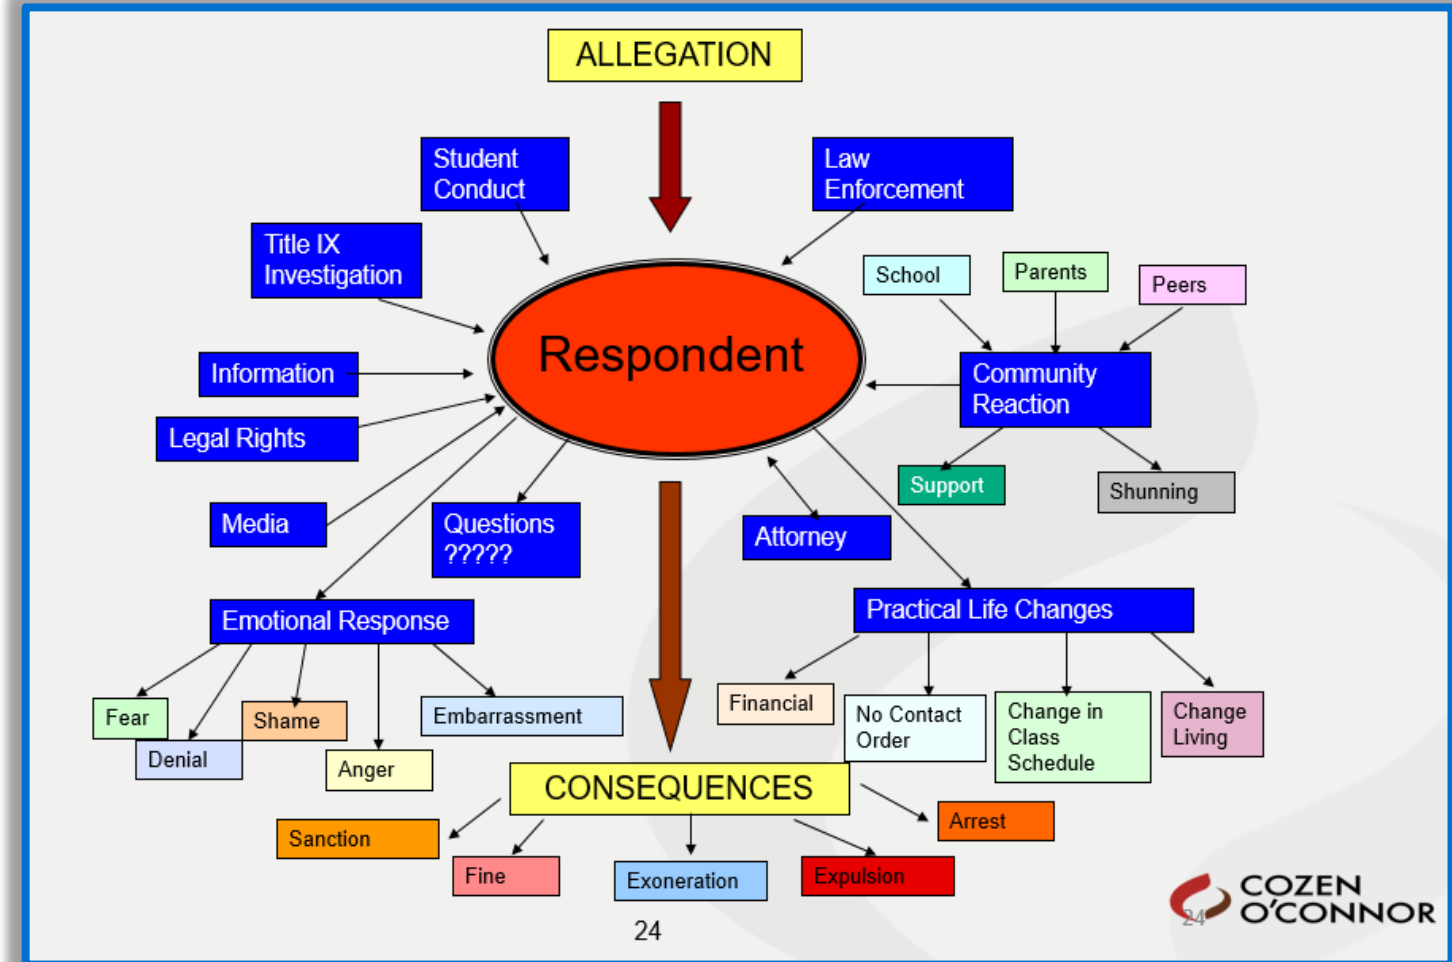 ALLEGATION
Student
Conduct
Law
Enforcement
Title IX
Investigation
School
Parents
Peers
Respondent
Information
Community
Reaction
Legal Rights
Support
Shunning
Media
Questions
?????
Attorney
Emotional Response
Practical Life Changes
Fear
Shame
Embarrassment
Denial
Anger
Financial
No Contact
Order
Change in
Class
Schedule
Change
Living
CONSEQUENCES
Sanction
Arrest
Fine
Exoneration
Expulsion
24
24
COZEN
O'CONNOR